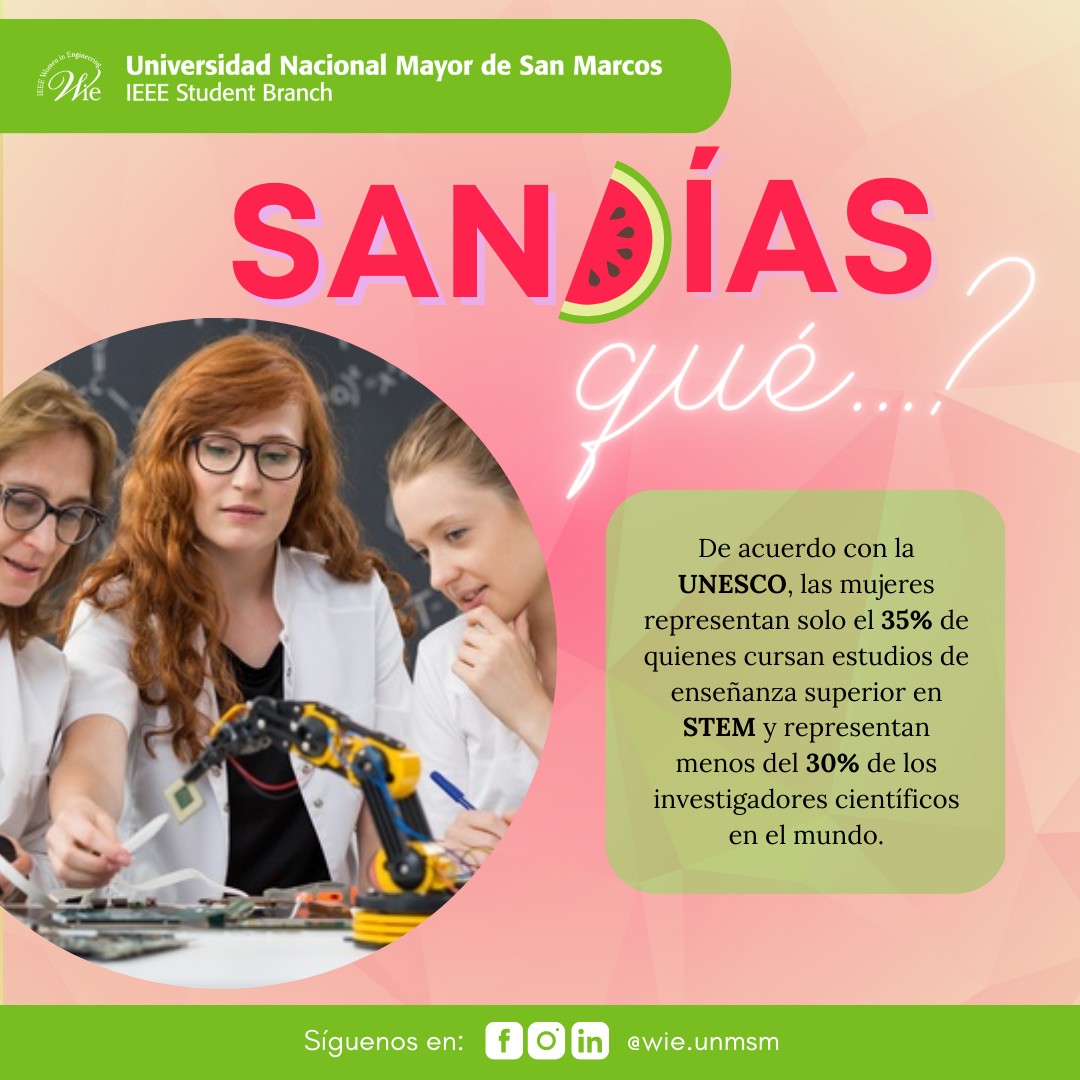 IEEE Women in Engineering
WIE
Universidad Nacional Mayor de San Marcos
IEEE Student Branch
SANDÍAS
qué...?
De acuerdo con la
UNESCO, las mujeres
representan solo el 35% de
quienes cursan estudios de
enseñanza superior en
STEM y representan
menos del 30% de los
investigadores científicos
en el mundo.
Síguenos en:
@wie.unmsm